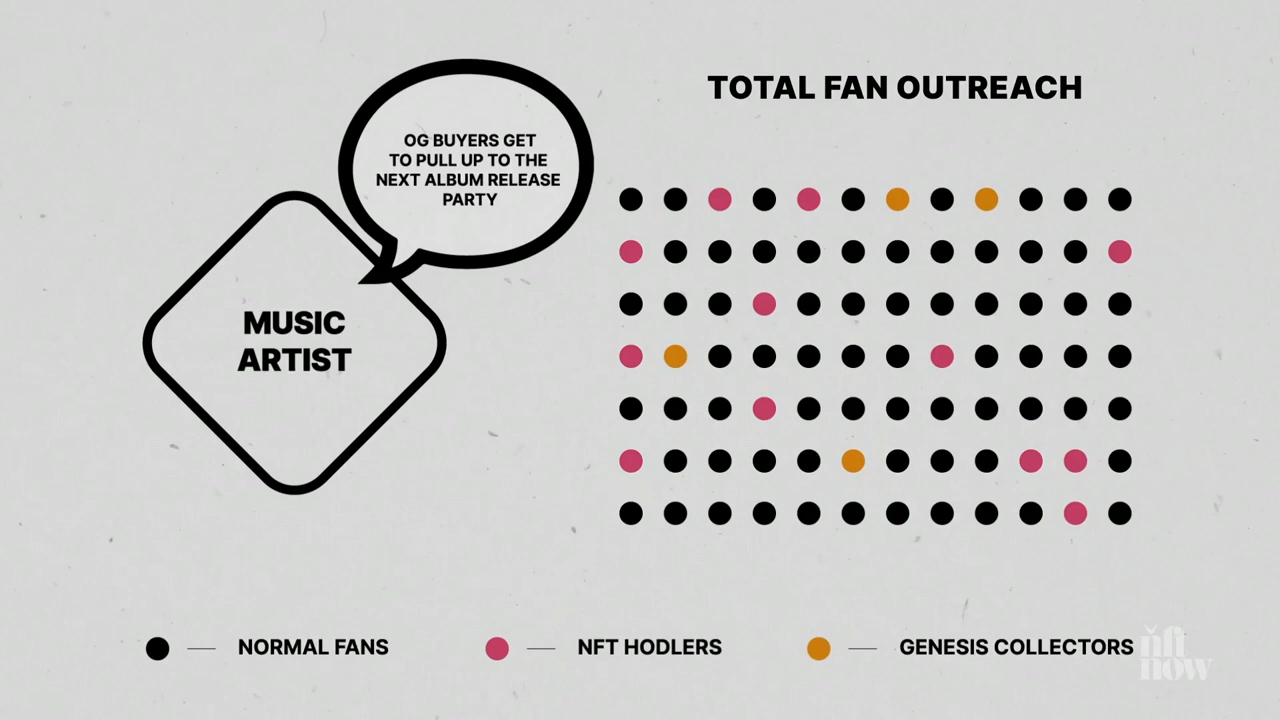 TOTAL FAN OUTREACH
OG BUYERS GET
TO PULL UP TO THE
NEXT ALBUM RELEASE
PARTY
MUSIC
ARTIST
NORMAL FANS
NFT HODLERS
GENESIS COLLECTORS
nft
now